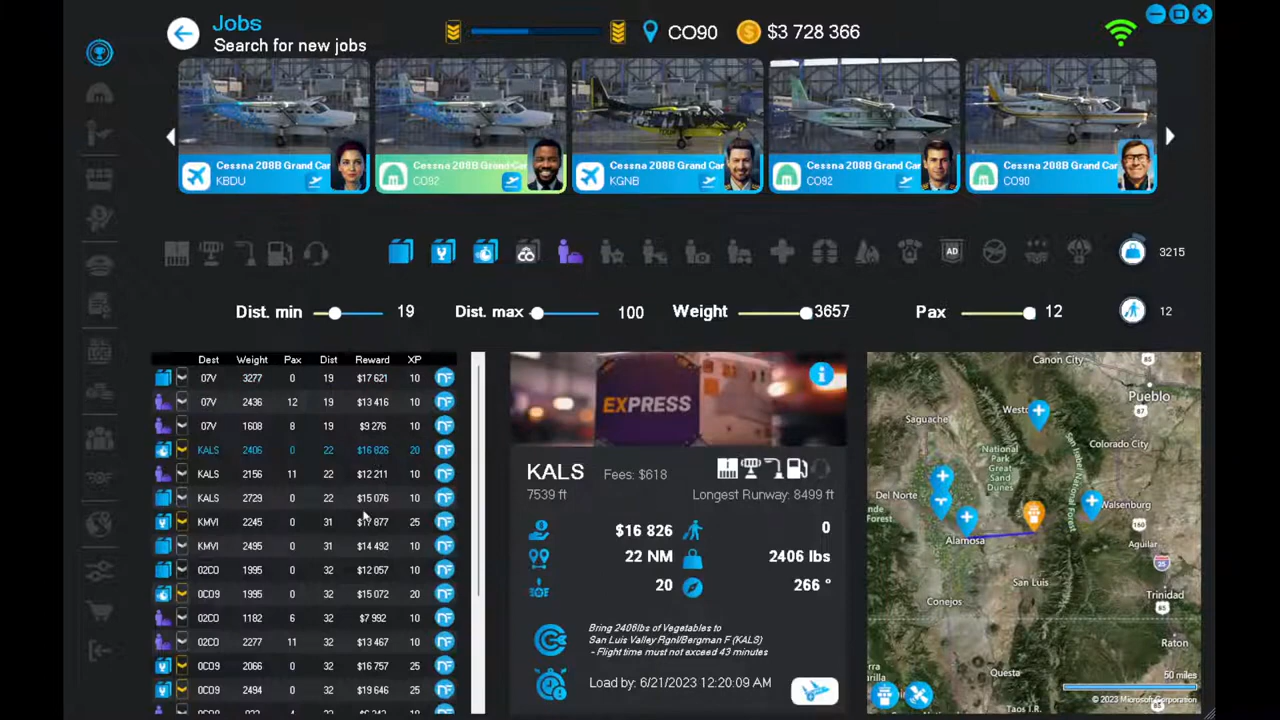 Jobs
Search for new jobs
CO90
$3 728 366
Cessna 208B Grand Car
KBDU
Cessna 208B Grand Car
CO92
Cessna 208B Grand Car
KGNB
Cessna 208B Grand Car
CO92
Cessna 208B Grand Car
CO90
AD
3215
Dist. min 19 Dist. max 100 Weight 3657 Pax 12
12
Dest Weight Pax Dist Reward XP
07V 3277 0 19 $17 621 10
07V 2436 12 19 $13 416 10
07V 1608 8 19 $9 276 10
KALS 2406 0 22 $16 826 20
KALS 2156 11 22 $12 211 10
KALS 2729 0 22 $15 076 10
KMVI 2245 0 31 877 25
KMVI 2495 0 31 $14 492 10
02CO 1995 0 32 $12 057 10
0CO9 1995 0 32 $15 072 20
02CO 1182 6 32 $7 992 10
02CO 2277 11 32 $13 467 10
0CO9 2066 0 32 $16 757 25
0CO9 2494 0 32 $19 646 25
EXPRESS
KALS Fees: $618
7539 ft Longest Runway: 8499 ft
$16 826 0
22 NM 2406 lbs
20 266 °
Bring 2406lbs of Vegetables to
San Luis Valley Rgnl/Bergman F (KALS)
- Flight time must not exceed 43 minutes
Load by: 6/21/2023 12:20:09 AM
Canon City
85
Pueblo
87
Saguache
West
Colorado City
National
Park
Great
Sand
Dunes
Del Norte
Walsenburg
160
Alamosa
Aguilar
25
San Luis
Trinidad
Conejos
85
Raton
Questa
Taos I.R.
50 miles
© 2023 Microsoft Corporation